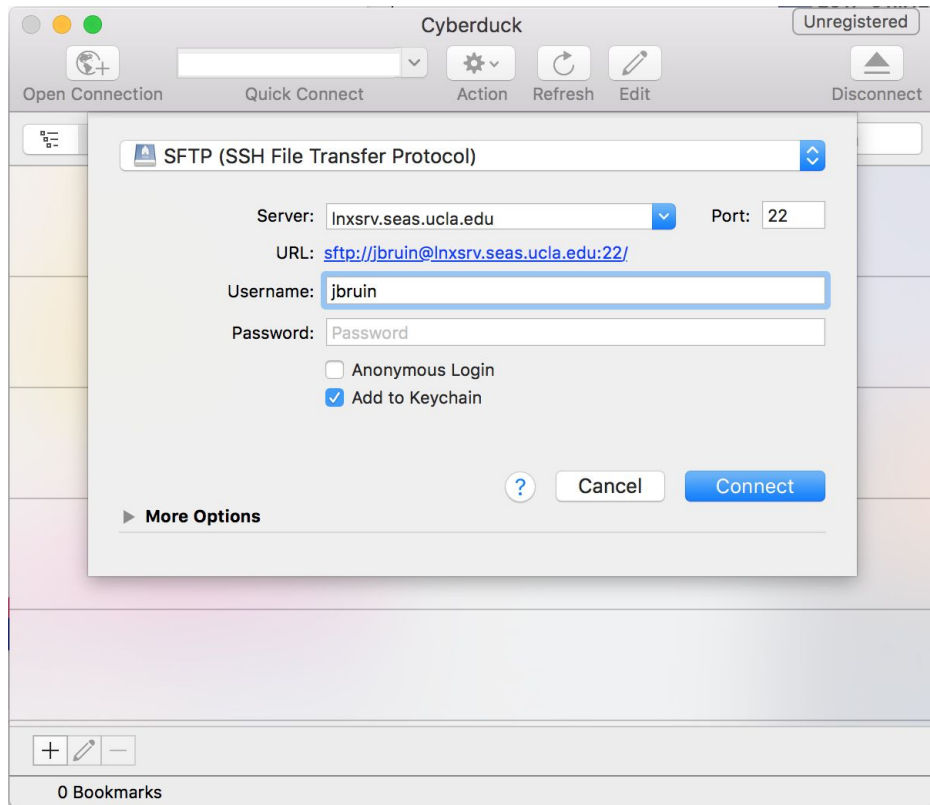 Cyberduck
Unregistered
Open Connection
Quick Connect
Action
Refresh
Edit
Disconnect
SFTP (SSH File Transfer Protocol)
Server: lnxsrv.seas.ucla.edu Port: 22
URL: sftp://jbruin@lnxsrv.seas.ucla.edu:22/
Username: jbruin
Password: Password
Anonymous Login
Add to Keychain
? Cancel Connect
More Options
0 Bookmarks